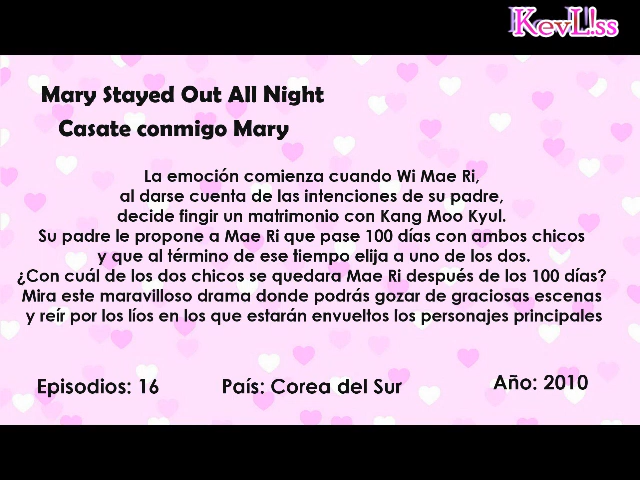 KevL!ss
Mary Stayed Out All Night
Casate conmigo Mary
La emoción comienza cuando Wi Mae Ri,
al darse cuenta de las intenciones de su padre,
decide fingir un matrimonio con Kang Moo Kyul.
Su padre le propone a Mae Ri que pase 100 días con ambos chicos
y que al término de ese tiempo elija a uno de los dos.
¿Con cuál de los dos chicos se quedara Mae Ri después de los 100 días?
Mira este maravilloso drama donde podrás gozar de graciosas escenas
y reír por los líos en los que estarán envueltos los personajes principales
Episodios: 16 País: Corea del Sur Año: 2010